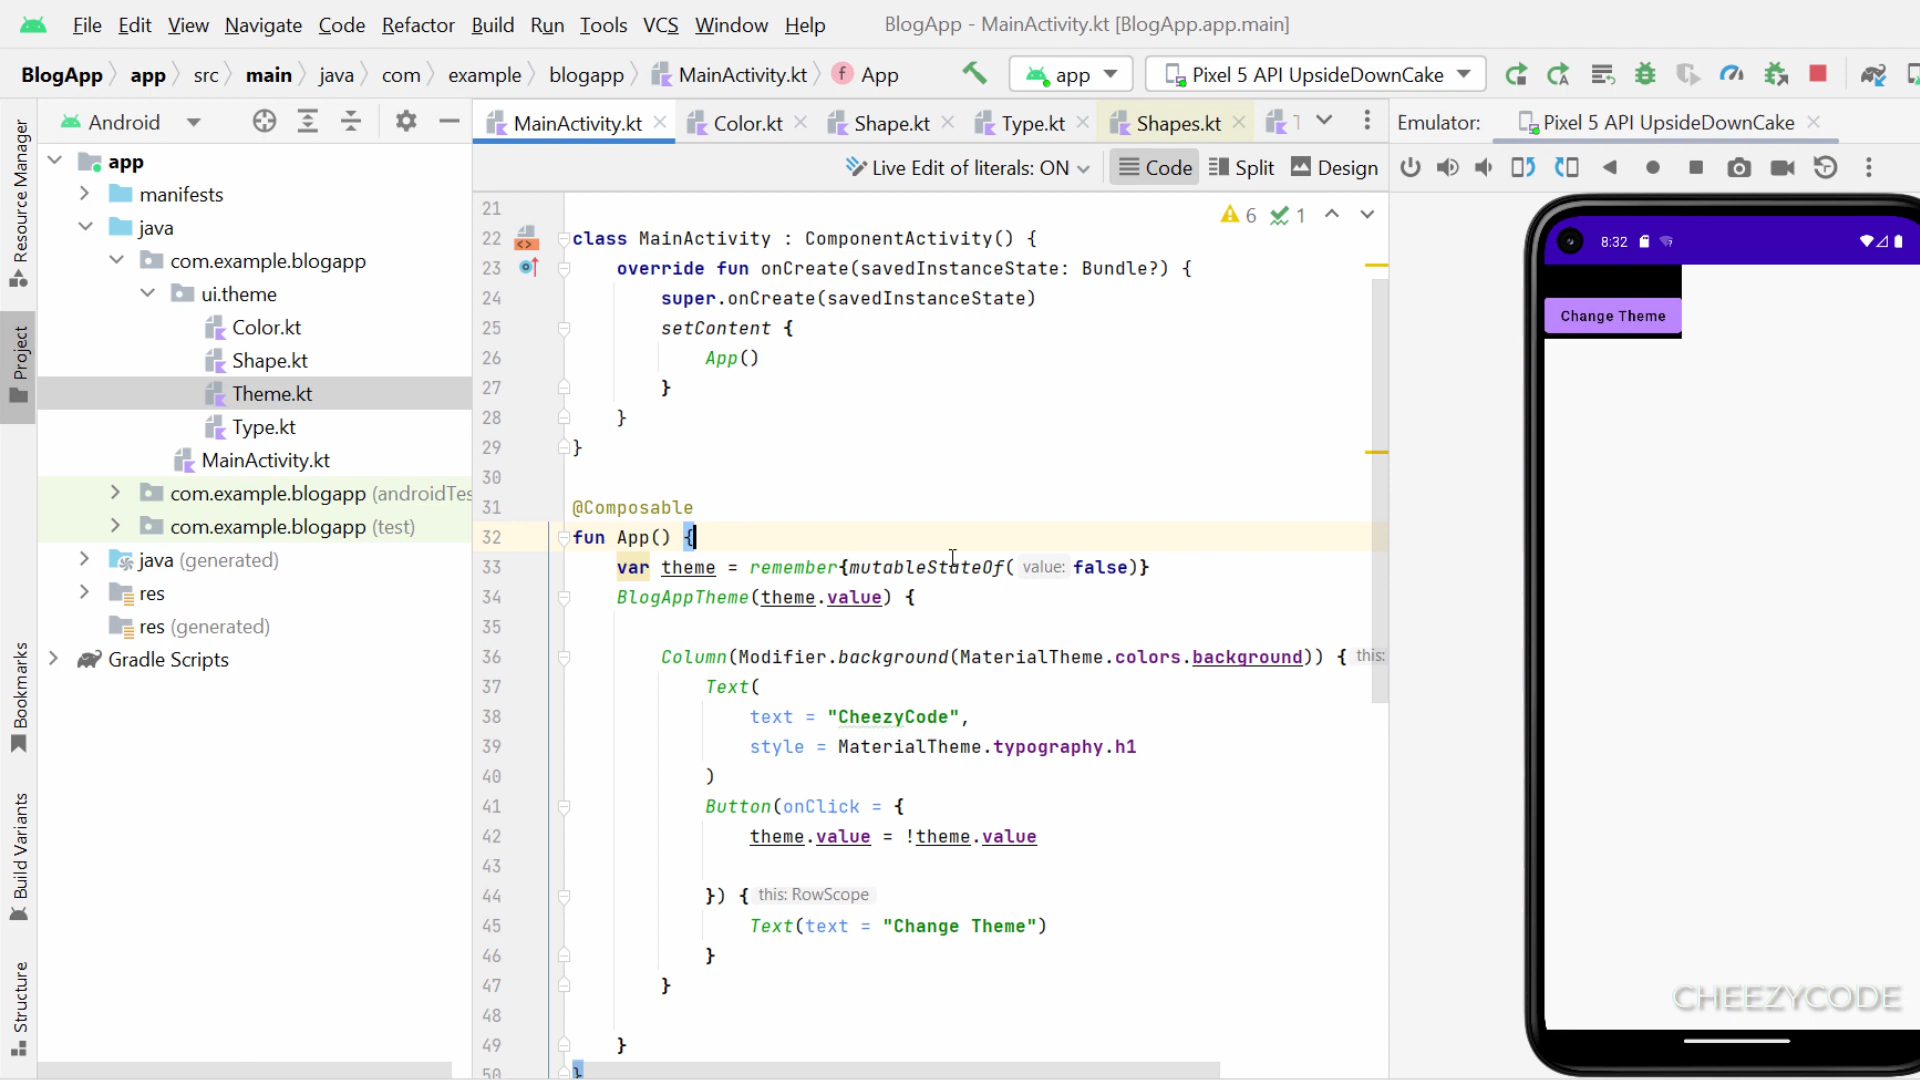 File Edit View Navigate Code Refactor Build Run Tools VCS Window Help BlogApp - MainActivity.kt [BlogApp.app.main]
BlogApp app src main java com example blogapp MainActivity.kt App app Pixel 5 API UpsideDownCake
Android
MainActivity.kt Color.kt Shape.kt Type.kt Shapes.kt
Emulator: Pixel 5 API UpsideDownCake
Live Edit of literals: ON Code Split Design
Resource Manager
Project
Bookmarks
Build Variants
Structure
app
manifests
java
com.example.blogapp
ui.theme
Color.kt
Shape.kt
Theme.kt
Type.kt
MainActivity.kt
com.example.blogapp (androidTes
com.example.blogapp (test)
java (generated)
res
res (generated)
Gradle Scripts
6 1
21
22 class MainActivity : ComponentActivity() {
23 override fun onCreate(savedInstanceState: Bundle?) {
24 super.onCreate(savedInstanceState)
25 setContent {
26 App()
27 }
28 }
29 }
30
31 @Composable
32 fun App() {
33 var theme = remember{mutableStateOf( value: false)}
34 BlogAppTheme(theme.value) {
35
36 Column(Modifier.background(MaterialTheme.colors.background)) { this:
37 Text(
38 text = "CheezyCode",
39 style = MaterialTheme.typography.h1
40 )
41 Button(onClick = {
42 theme.value = !theme.value
43
44 }) { this: RowScope
45 Text(text = "Change Theme")
46 }
47 }
48
49 }
50 }
8:32
Change Theme
CHEEZYCODE